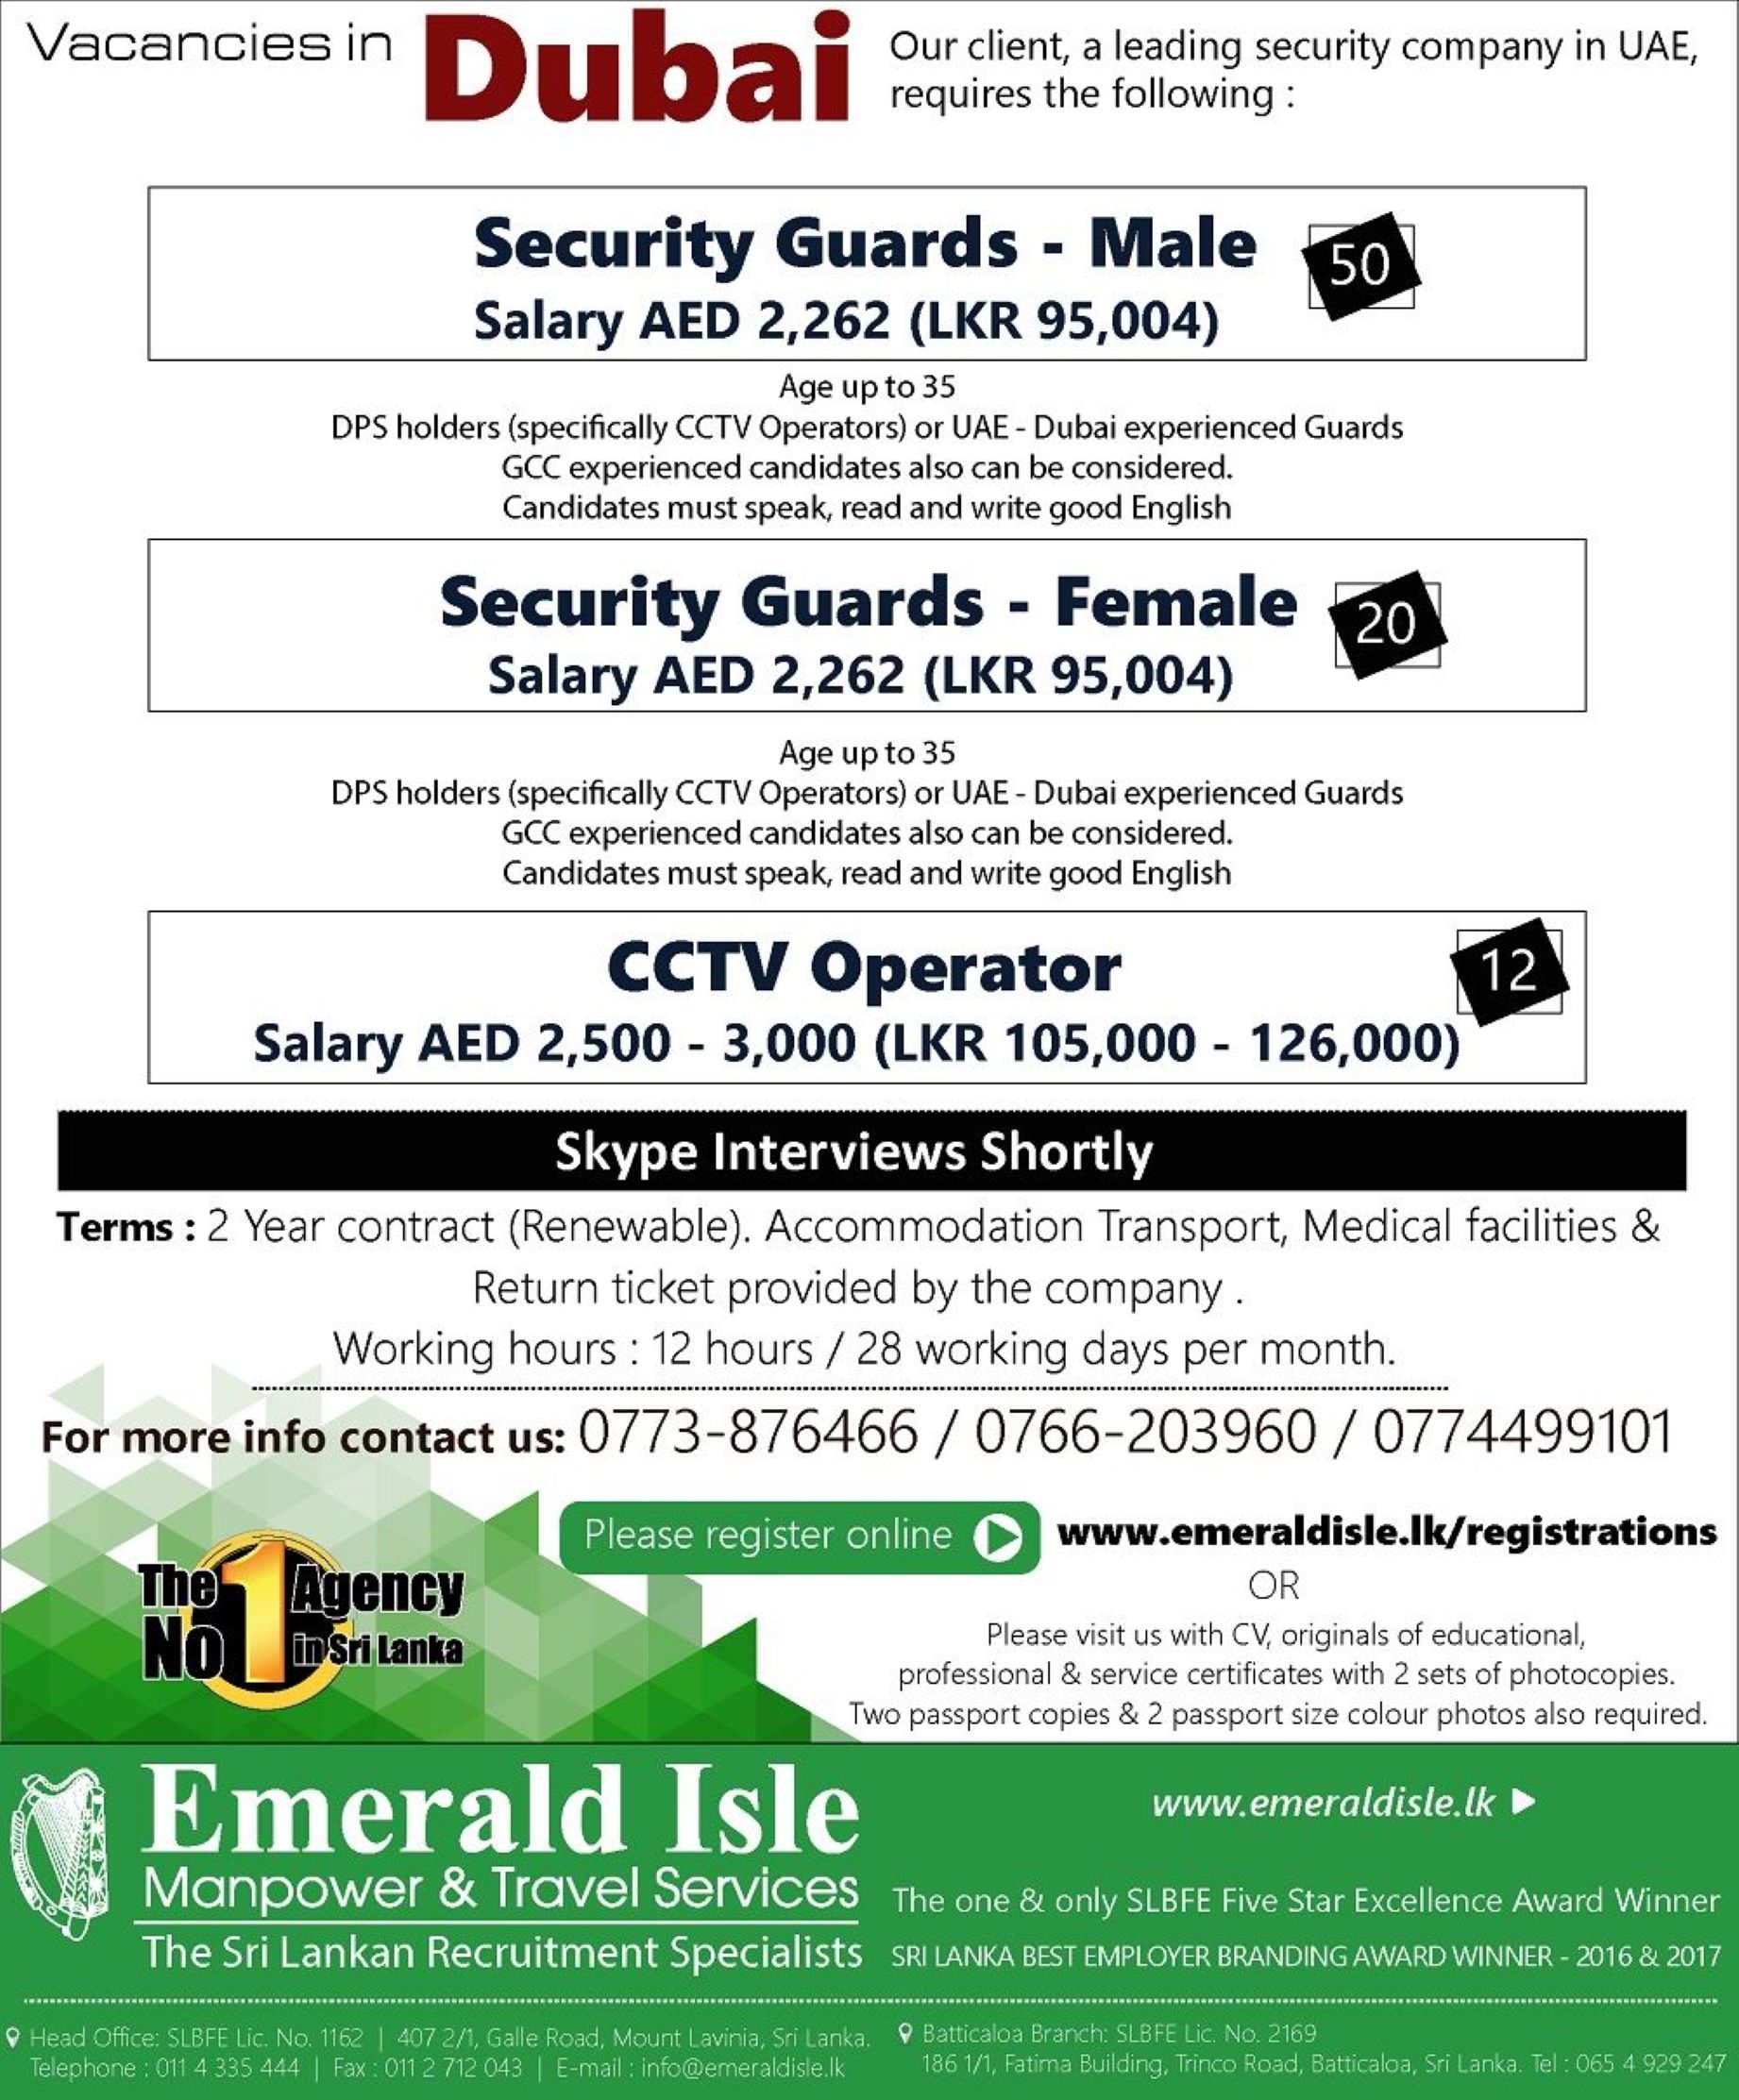 Vacancies in Dubai
Our client, a leading security company in UAE,
requires the following :
Security Guards - Male 50
Salary AED 2,262 (LKR 95,004)
Age up to 35
DPS holders (specifically CCTV Operators) or UAE - Dubai experienced Guards
GCC experienced candidates also can be considered.
Candidates must speak, read and write good English
Security Guards - Female 20
Salary AED 2,262 (LKR 95,004)
Age up to 35
DPS holders (specifically CCTV Operators) or UAE - Dubai experienced Guards
GCC experienced candidates also can be considered.
Candidates must speak, read and write good English
CCTV Operator 12
Salary AED 2,500 - 3,000 (LKR 105,000 - 126,000)
Skype Interviews Shortly
Terms : 2 Year contract (Renewable). Accommodation Transport, Medical facilities &
Return ticket provided by the company .
Working hours : 12 hours / 28 working days per month.
For more info contact us: 0773-876466 / 0766-203960 / 0774499101
Please register online www.emeraldisle.lk/registrations
OR
Please visit us with CV, originals of educational,
professional & service certificates with 2 sets of photocopies.
Two passport copies & 2 passport size colour photos also required.
The No 1 Agency
in Sri Lanka
Emerald Isle
Manpower & Travel Services
The Sri Lankan Recruitment Specialists
www.emeraldisle.lk
The one & only SLBFE Five Star Excellence Award Winner
SRI LANKA BEST EMPLOYER BRANDING AWARD WINNER - 2016 & 2017
Head Office: SLBFE Lic. No. 1162 | 407 2/1, Galle Road, Mount Lavinia, Sri Lanka.
Telephone : 011 4 335 444 | Fax : 011 2 712 043 | E-mail : info@emeraldisle.lk
Batticaloa Branch: SLBFE Lic. No. 2169
186 1/1, Fatima Building, Trinco Road, Batticaloa, Sri Lanka. Tel : 065 4 929 247